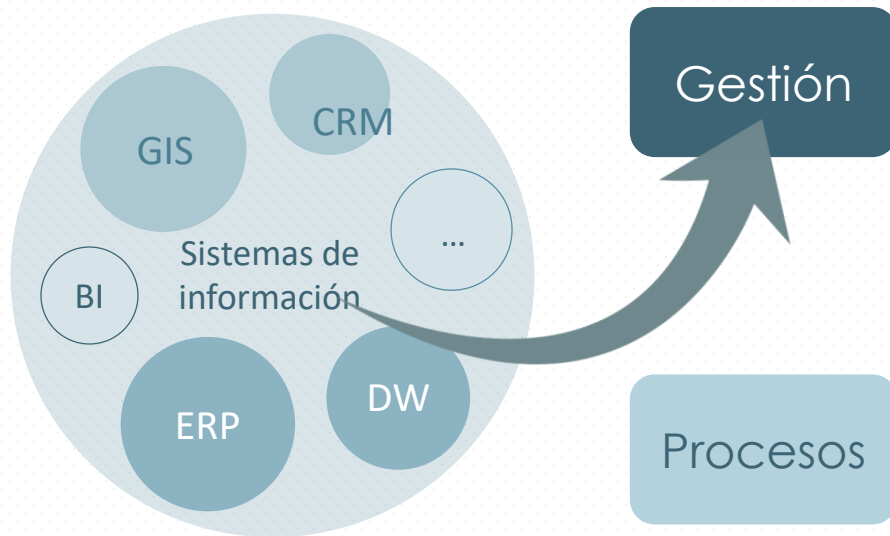 GIS
CRM
...
Sistemas de
información
BI
ERP
DW
Gestión
Procesos